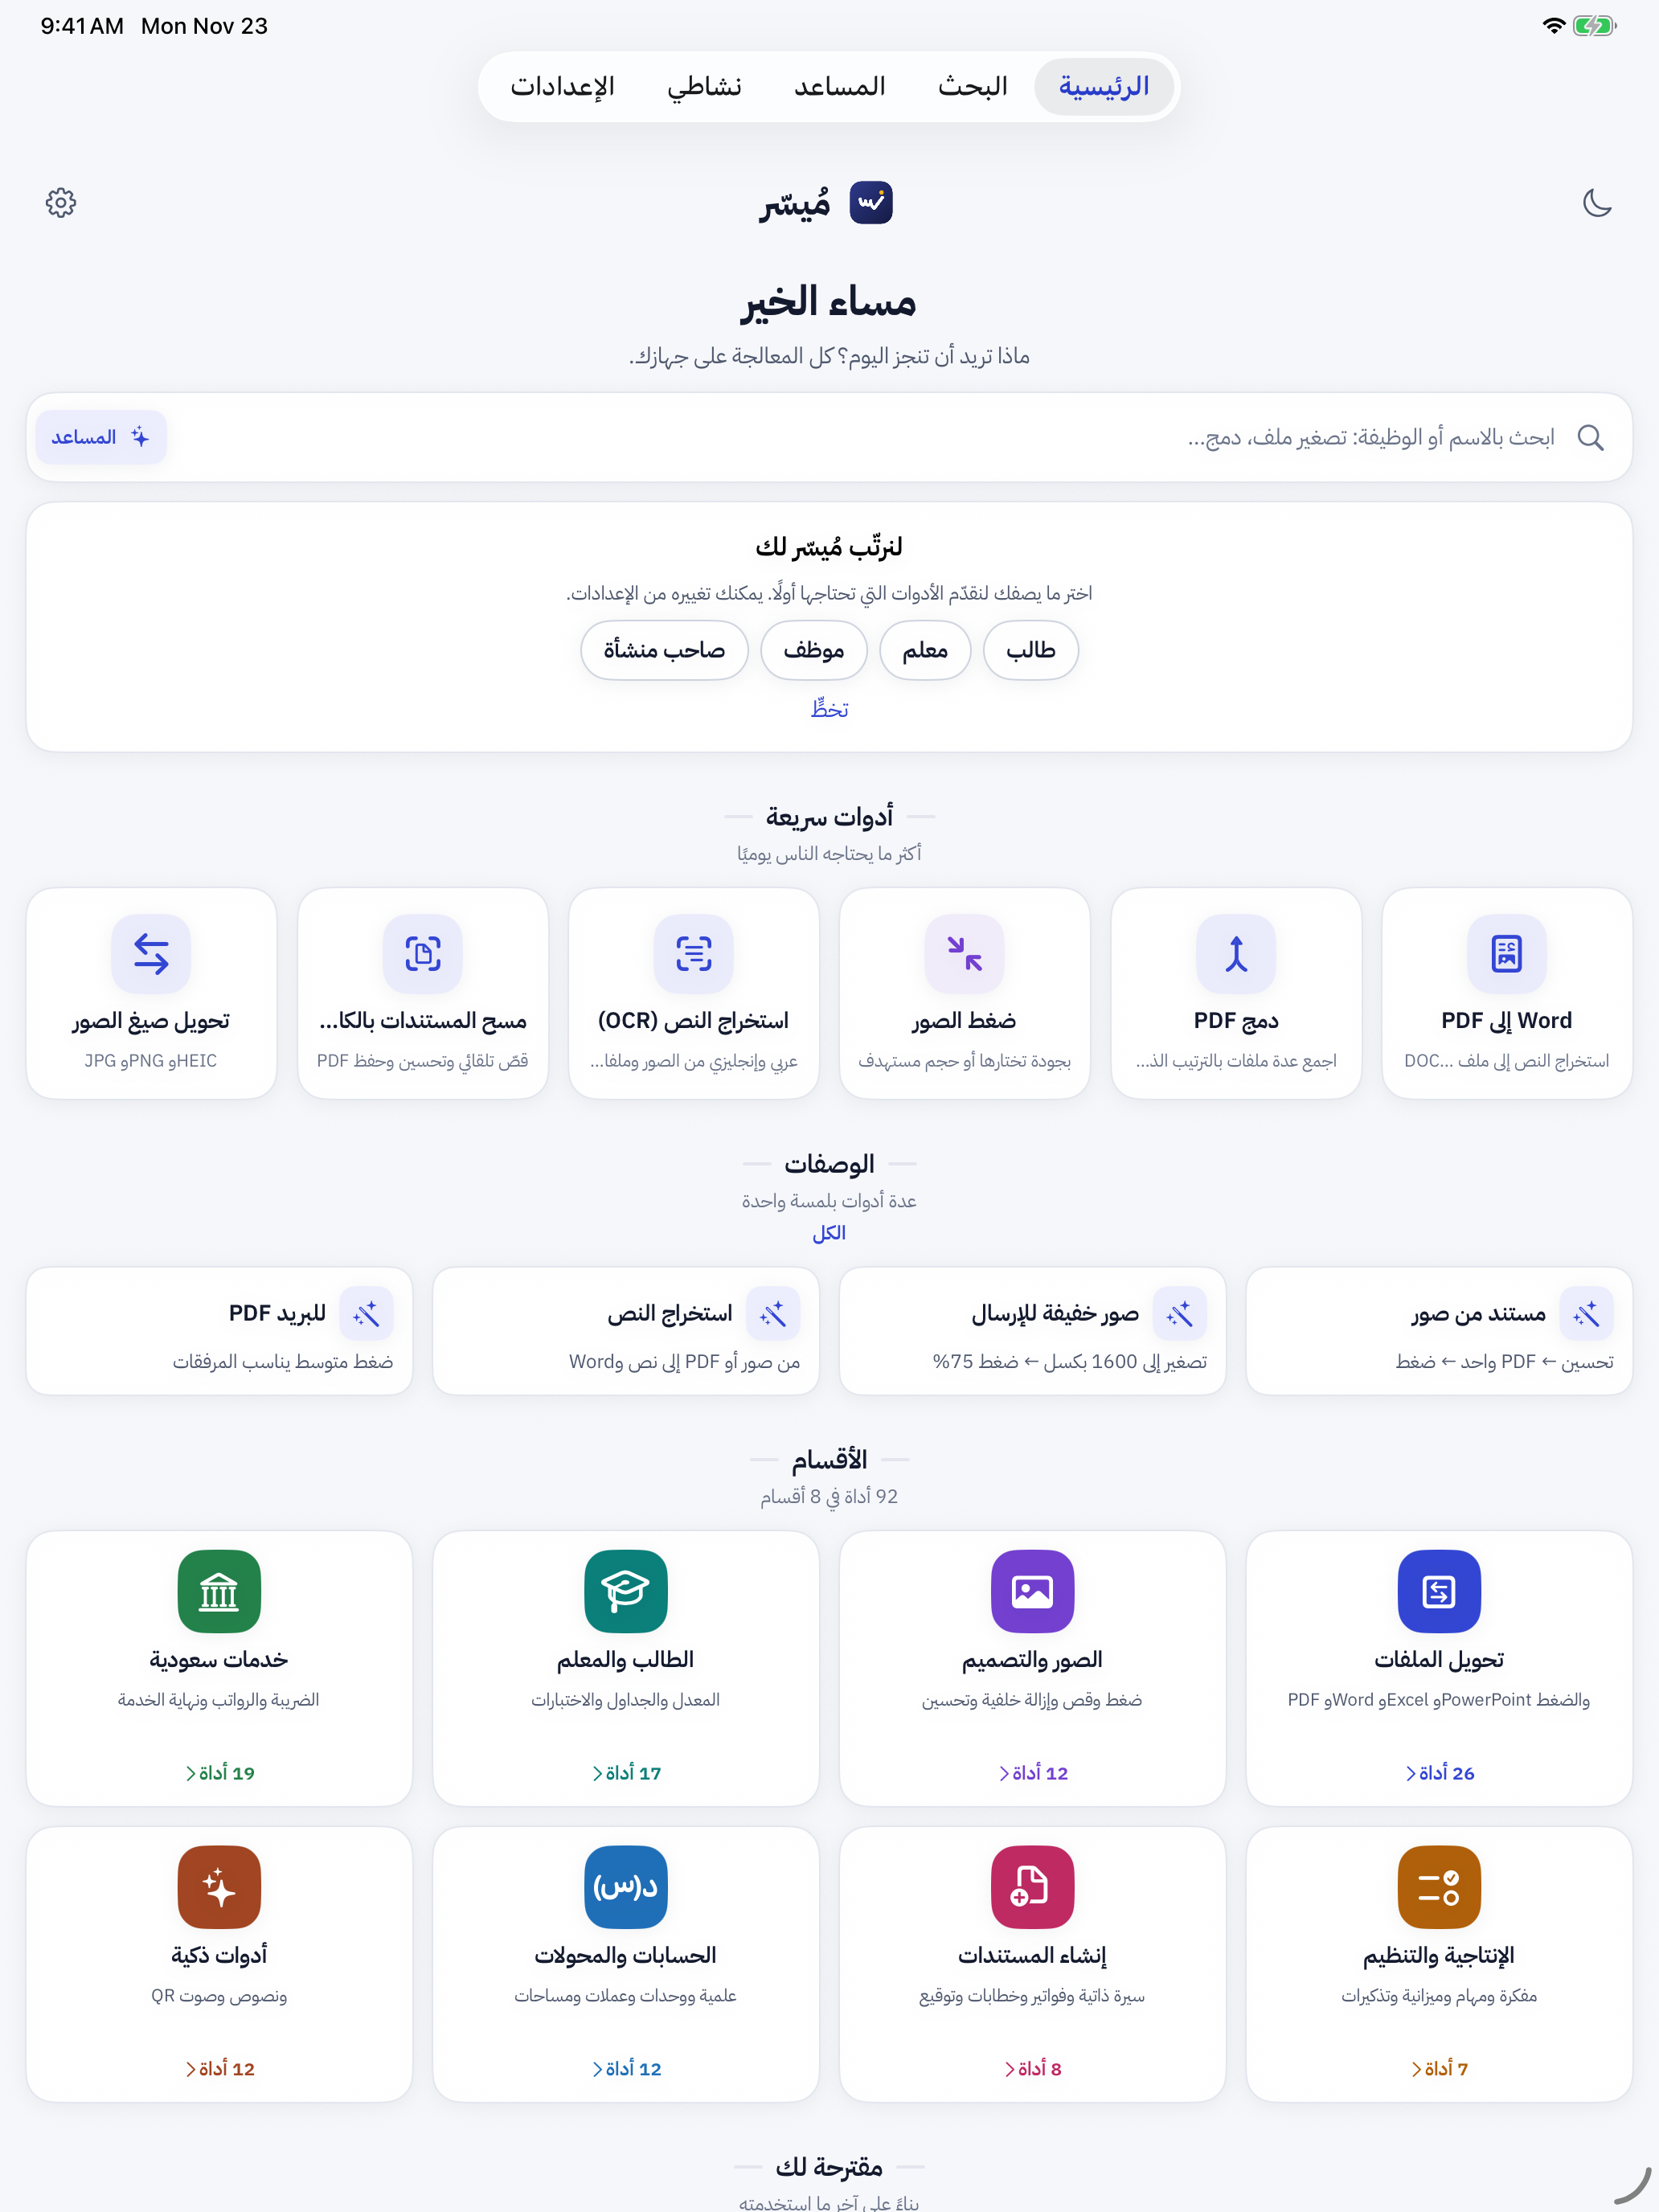 9:41 AM Mon Nov 23
الرئيسية
البحث
المساعد
نشاطي
الإعدادات
مُيسّر
مساء الخير
ماذا تريد أن تنجز اليوم؟ كل المعالجة على جهازك.
ابحث بالاسم أو الوظيفة: تصغير ملف، دمج...
المساعد
لنرتّب مُيسّر لك
اختر ما يصفك لنقدّم الأدوات التي تحتاجها أولًا. يمكنك تغييره من الإعدادات.
طالب
معلم
موظف
صاحب منشأة
تخطٍّ
أدوات سريعة
أكثر ما يحتاجه الناس يوميًا
PDF إلى Word
استخراج النص إلى ملف DOC...
دمج PDF
اجمع عدة ملفات بالترتيب الذ...
ضغط الصور
بجودة تختارها أو حجم مستهدف
استخراج النص (OCR)
عربي وإنجليزي من الصور وملفا...
مسح المستندات بالكا...
قصّ تلقائي وتحسين وحفظ PDF
تحويل صيغ الصور
HEIC وPNG وJPG
الوصفات
عدة أدوات بلمسة واحدة
الكل
مستند من صور
تحسين ← PDF واحد ← ضغط
صور خفيفة للإرسال
تصغير إلى 1600 بكسل ← ضغط 75%
استخراج النص
من صور أو PDF إلى نص وWord
PDF للبريد
ضغط متوسط يناسب المرفقات
الأقسام
92 أداة في 8 أقسام
تحويل الملفات
PDF وWord وExcel وPowerPoint والضغط
26 أداة
الصور والتصميم
ضغط وقص وإزالة خلفية وتحسين
12 أداة
الطالب والمعلم
المعدل والجداول والاختبارات
17 أداة
خدمات سعودية
الضريبة والرواتب ونهاية الخدمة
19 أداة
الإنتاجية والتنظيم
مفكرة ومهام وميزانية وتذكيرات
7 أداة
إنشاء المستندات
سيرة ذاتية وفواتير وخطابات وتوقيع
8 أداة
د(س)
الحسابات والمحولات
علمية ووحدات وعملات ومساحات
12 أداة
أدوات ذكية
QR ونصوص وصوت
12 أداة
مقترحة لك
بناءً على آخر ما استخدمته